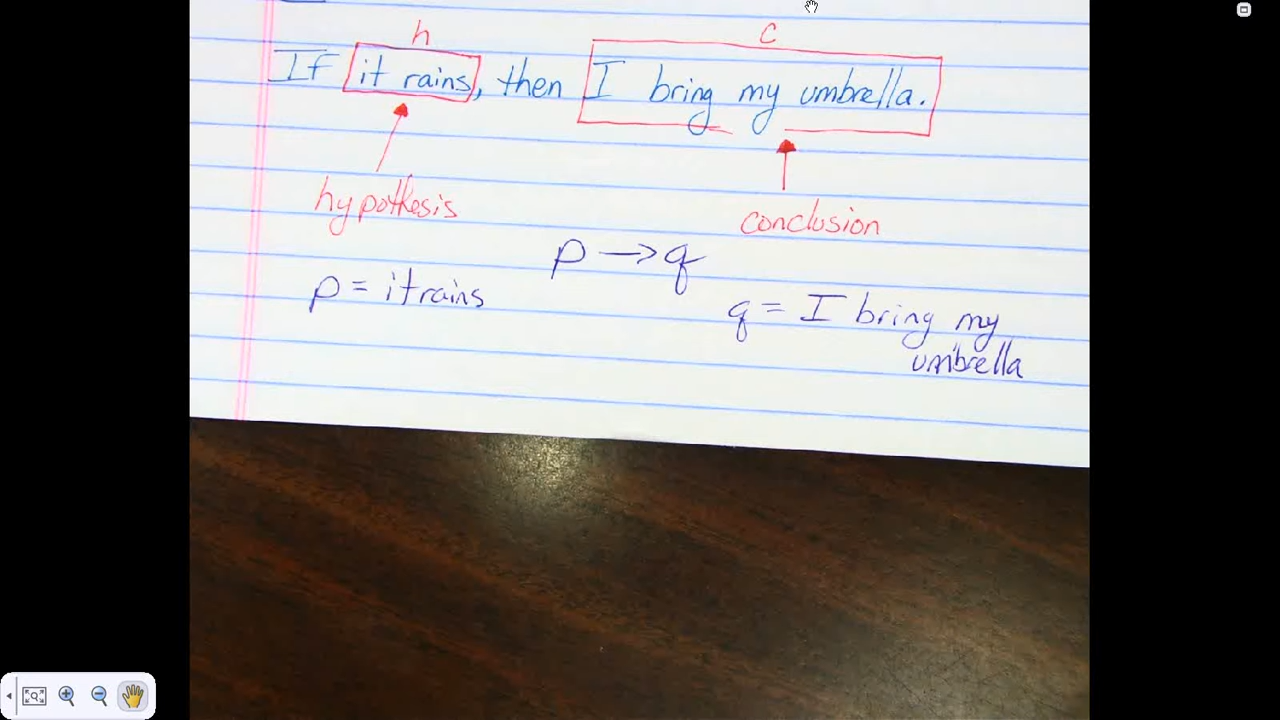 h
c
If it rains, then I bring my umbrella.
hypothesis
conclusion
p → q
p = it rains
q = I bring my
umbrella